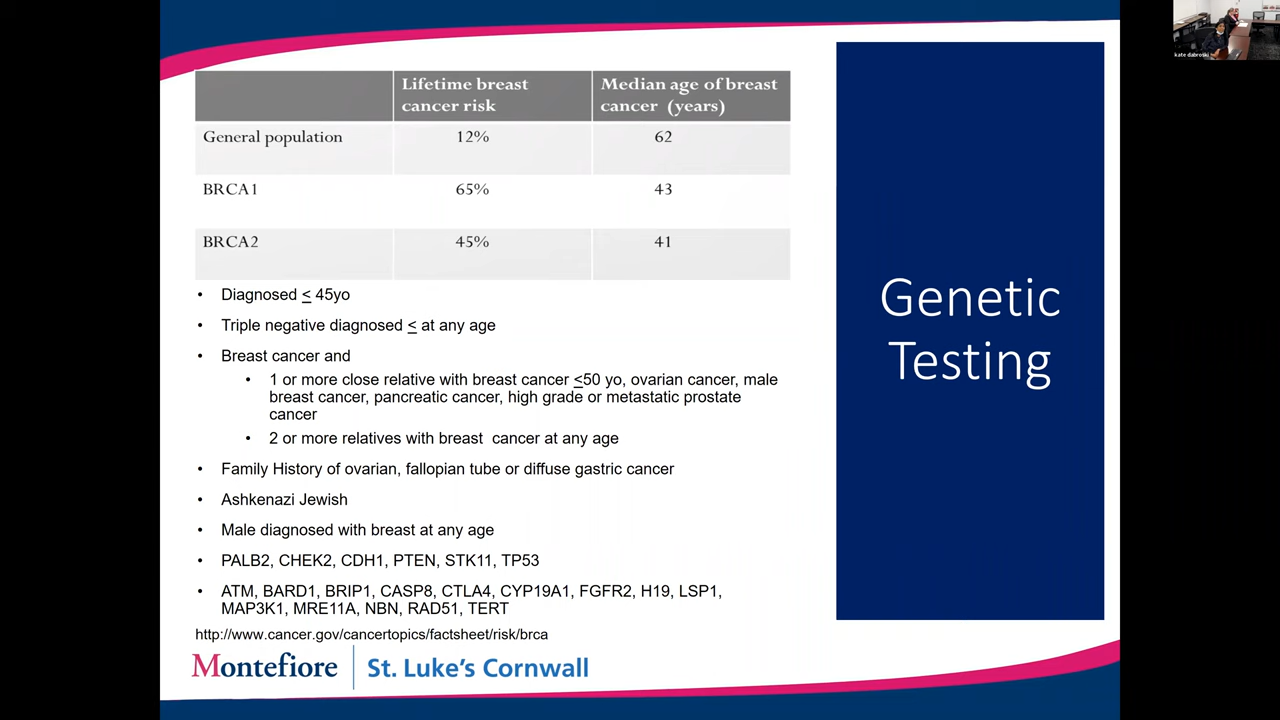 Lifetime breast cancer risk
Median age of breast cancer (years)
General population 12% 62
BRCA1 65% 43
BRCA2 45% 41
• Diagnosed < 45yo
• Triple negative diagnosed < at any age
• Breast cancer and
• 1 or more close relative with breast cancer <50 yo, ovarian cancer, male
breast cancer, pancreatic cancer, high grade or metastatic prostate
cancer
• 2 or more relatives with breast cancer at any age
• Family History of ovarian, fallopian tube or diffuse gastric cancer
• Ashkenazi Jewish
• Male diagnosed with breast at any age
• PALB2, CHEK2, CDH1, PTEN, STK11, TP53
• ATM, BARD1, BRIP1, CASP8, CTLA4, CYP19A1, FGFR2, H19, LSP1,
MAP3K1, MRE11A, NBN, RAD51, TERT
http://www.cancer.gov/cancertopics/factsheet/risk/brca
Montefiore | St. Luke's Cornwall
Genetic
Testing
kate dabroski